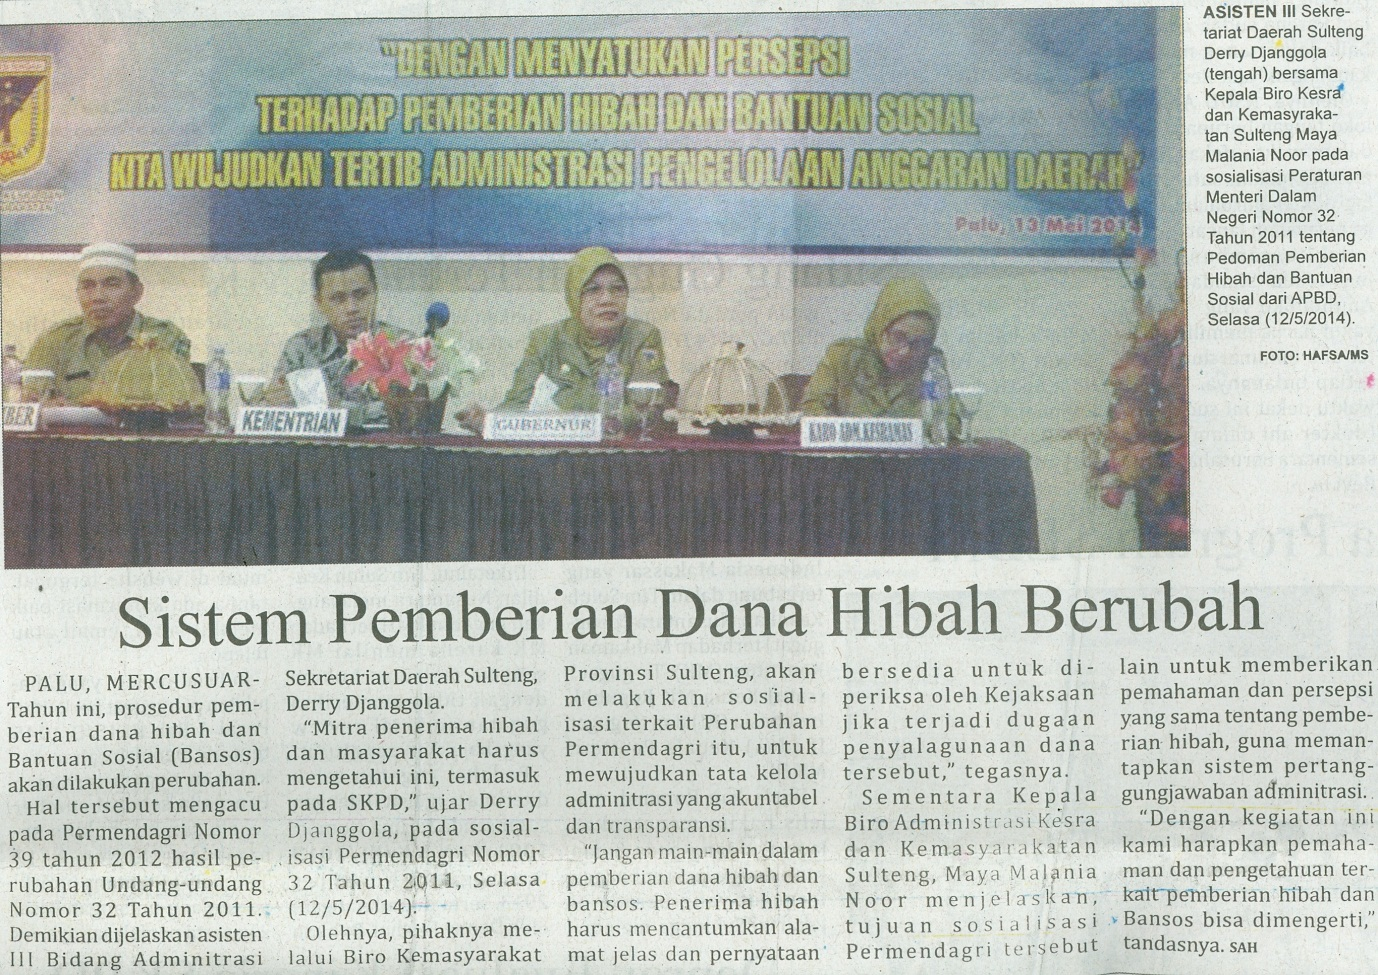 "DENGAN MENYATUKAN PERSEPSI
TERHADAP PEMBERIAN HIBAH DAN BANTUAN SOSIAL
KITA WUJUDKAN TERTIB ADMINISTRASI PENGELOLAAN ANGGARAN DAERAH"
Palu, 13 Mei 2014
BER
KEMENTRIAN
GUBERNUR
KARO ADM.KESRAMAS
ASISTEN III Sekre-
tariat Daerah Sulteng
Derry Djanggola
(tengah) bersama
Kepala Biro Kesra
dan Kemasyraka-
tan Sulteng Maya
Malania Noor pada
sosialisasi Peraturan
Menteri Dalam
Negeri Nomor 32
Tahun 2011 tentang
Pedoman Pemberian
Hibah dan Bantuan
Sosial dari APBD,
Selasa (12/5/2014).
FOTO: HAFSA/MS
Sistem Pemberian Dana Hibah Berubah
PALU, MERCUSUAR-
Tahun ini, prosedur pem-
berian dana hibah dan
Bantuan Sosial (Bansos)
akan dilakukan perubahan.
Hal tersebut mengacu
pada Permendagri Nomor
39 tahun 2012 hasil pe-
rubahan Undang-undang
Nomor 32 Tahun 2011.
Demikian dijelaskan asisten
III Bidang Adminitrasi
Sekretariat Daerah Sulteng,
Derry Djanggola.
"Mitra penerima hibah
dan masyarakat harus
mengetahui ini, termasuk
pada SKPD," ujar Derry
Djanggola, pada sosial-
isasi Permendagri Nomor
32 Tahun 2011, Selasa
(12/5/2014).
Olehnya, pihaknya me-
lalui Biro Kemasyarakat
Provinsi Sulteng, akan
melakukan sosial-
isasi terkait Perubahan
Permendagri itu, untuk
mewujudkan tata kelola
adminitrasi yang akuntabel
dan transparansi.
"Jangan main-main dalam
pemberian dana hibah dan
bansos. Penerima hibah
harus mencantumkan ala-
mat jelas dan pernyataan
bersedia untuk di-
periksa oleh Kejaksaan
jika terjadi dugaan
penyalagunaan dana
tersebut," tegasnya.
Sementara Kepala
Biro Administrasi Kesra
dan Kemasyarakatan
Sulteng, Maya Malania
Noor menjelaskan,
tujuan sosialisasi
Permendagri tersebut
lain untuk memberikan
pemahaman dan persepsi
yang sama tentang pembe-
rian hibah, guna meman-
tapkan sistem pertang-
gungjawaban adminitrasi.
"Dengan kegiatan ini
kami harapkan pemaha-
man dan pengetahuan ter-
kait pemberian hibah dan
Bansos bisa dimengerti,"
tandasnya. SAH